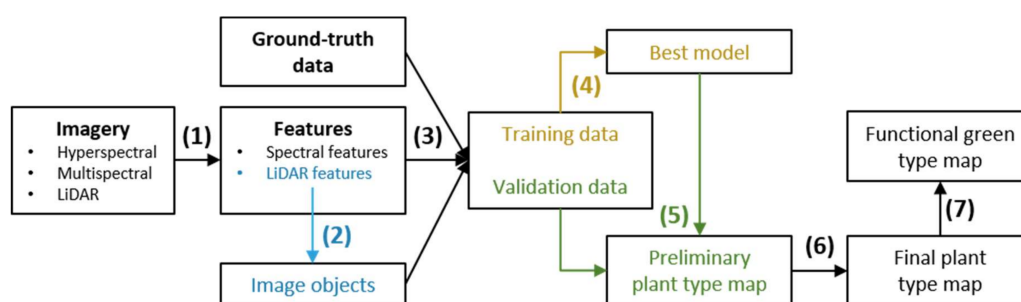 Ground-truth
data
Imagery
• Hyperspectral
• Multispectral
• LiDAR
(1)
Features
• Spectral features
• LiDAR features
(2)
Image objects
(3)
Training data
Validation data
(4)
Best model
(5)
Preliminary
plant type map
(6)
Final plant
type map
(7)
Functional green
type map